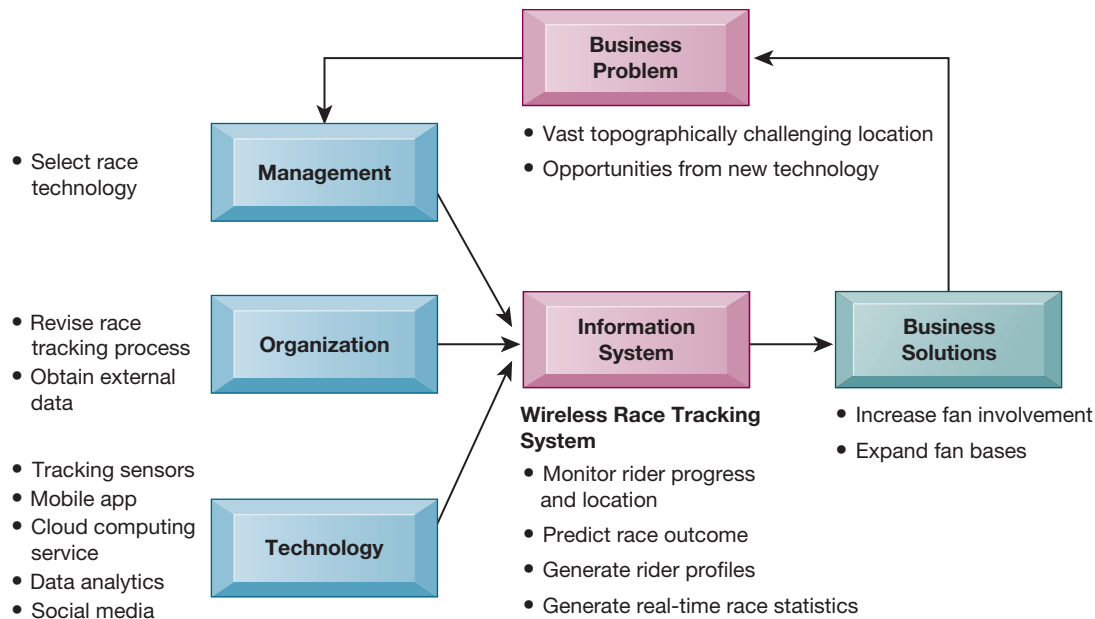 Business
Problem
• Vast topographically challenging location
• Opportunities from new technology
• Select race
technology
Management
• Revise race
tracking process
• Obtain external
data
Organization
Information
System
Business
Solutions
Wireless Race Tracking
System
• Monitor rider progress
and location
• Predict race outcome
• Generate rider profiles
• Generate real-time race statistics
• Increase fan involvement
• Expand fan bases
• Tracking sensors
• Mobile app
• Cloud computing
service
• Data analytics
• Social media
Technology